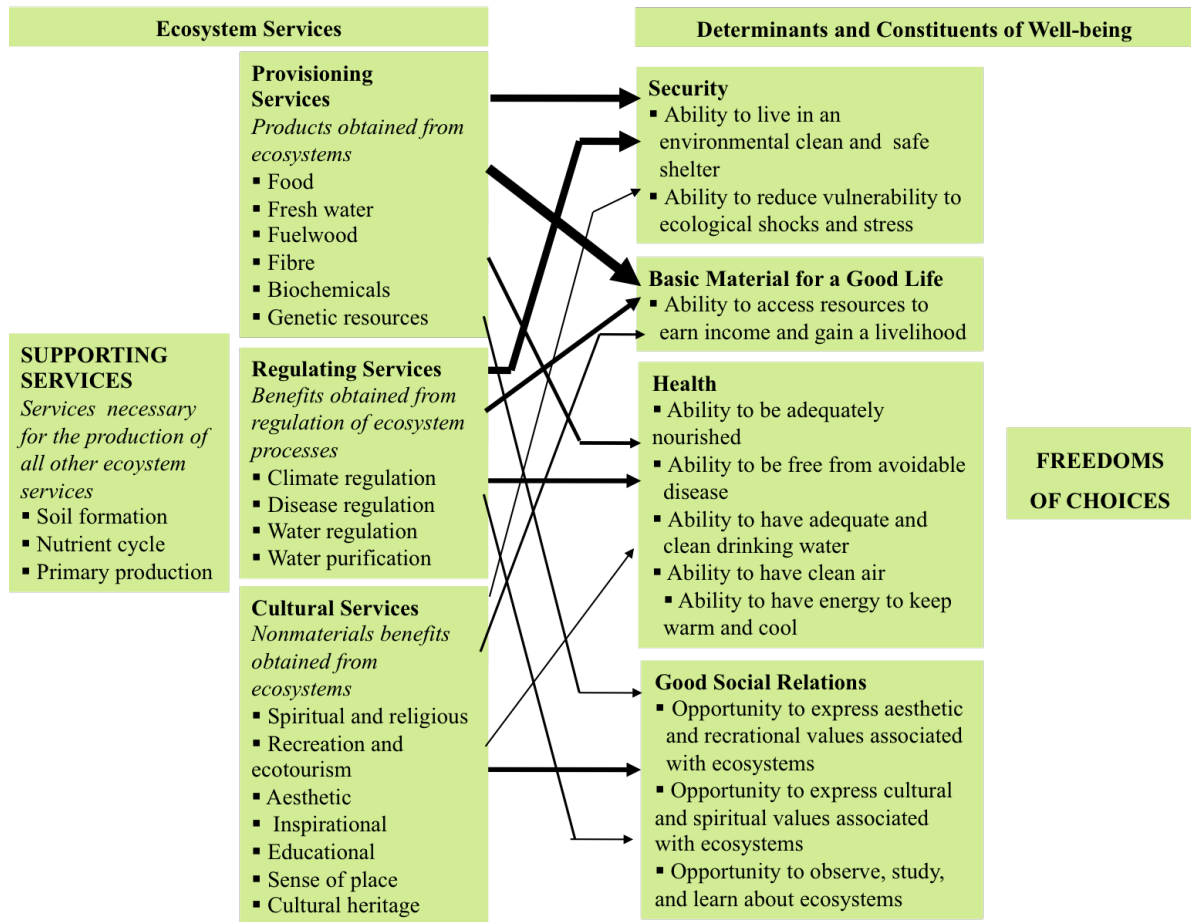 Ecosystem Services
Determinants and Constituents of Well-being
SUPPORTING
SERVICES
Services necessary
for the production of
all other ecoystem
services
▪ Soil formation
▪ Nutrient cycle
▪ Primary production
Provisioning
Services
Products obtained from
ecosystems
▪ Food
▪ Fresh water
▪ Fuelwood
▪ Fibre
▪ Biochemicals
▪ Genetic resources
Regulating Services
Benefits obtained from
regulation of ecosystem
processes
▪ Climate regulation
▪ Disease regulation
▪ Water regulation
▪ Water purification
Cultural Services
Nonmaterials benefits
obtained from
ecosystems
▪ Spiritual and religious
▪ Recreation and
ecotourism
▪ Aesthetic
▪ Inspirational
▪ Educational
▪ Sense of place
▪ Cultural heritage
Security
▪ Ability to live in an
environmental clean and safe
shelter
▪ Ability to reduce vulnerability to
ecological shocks and stress
Basic Material for a Good Life
▪ Ability to access resources to
earn income and gain a livelihood
Health
▪ Ability to be adequately
nourished
▪ Ability to be free from avoidable
disease
▪ Ability to have adequate and
clean drinking water
▪ Ability to have clean air
▪ Ability to have energy to keep
warm and cool
Good Social Relations
▪ Opportunity to express aesthetic
and recrational values associated
with ecosystems
▪ Opportunity to express cultural
and spiritual values associated
with ecosystems
▪ Opportunity to observe, study,
and learn about ecosystems
FREEDOMS
OF CHOICES